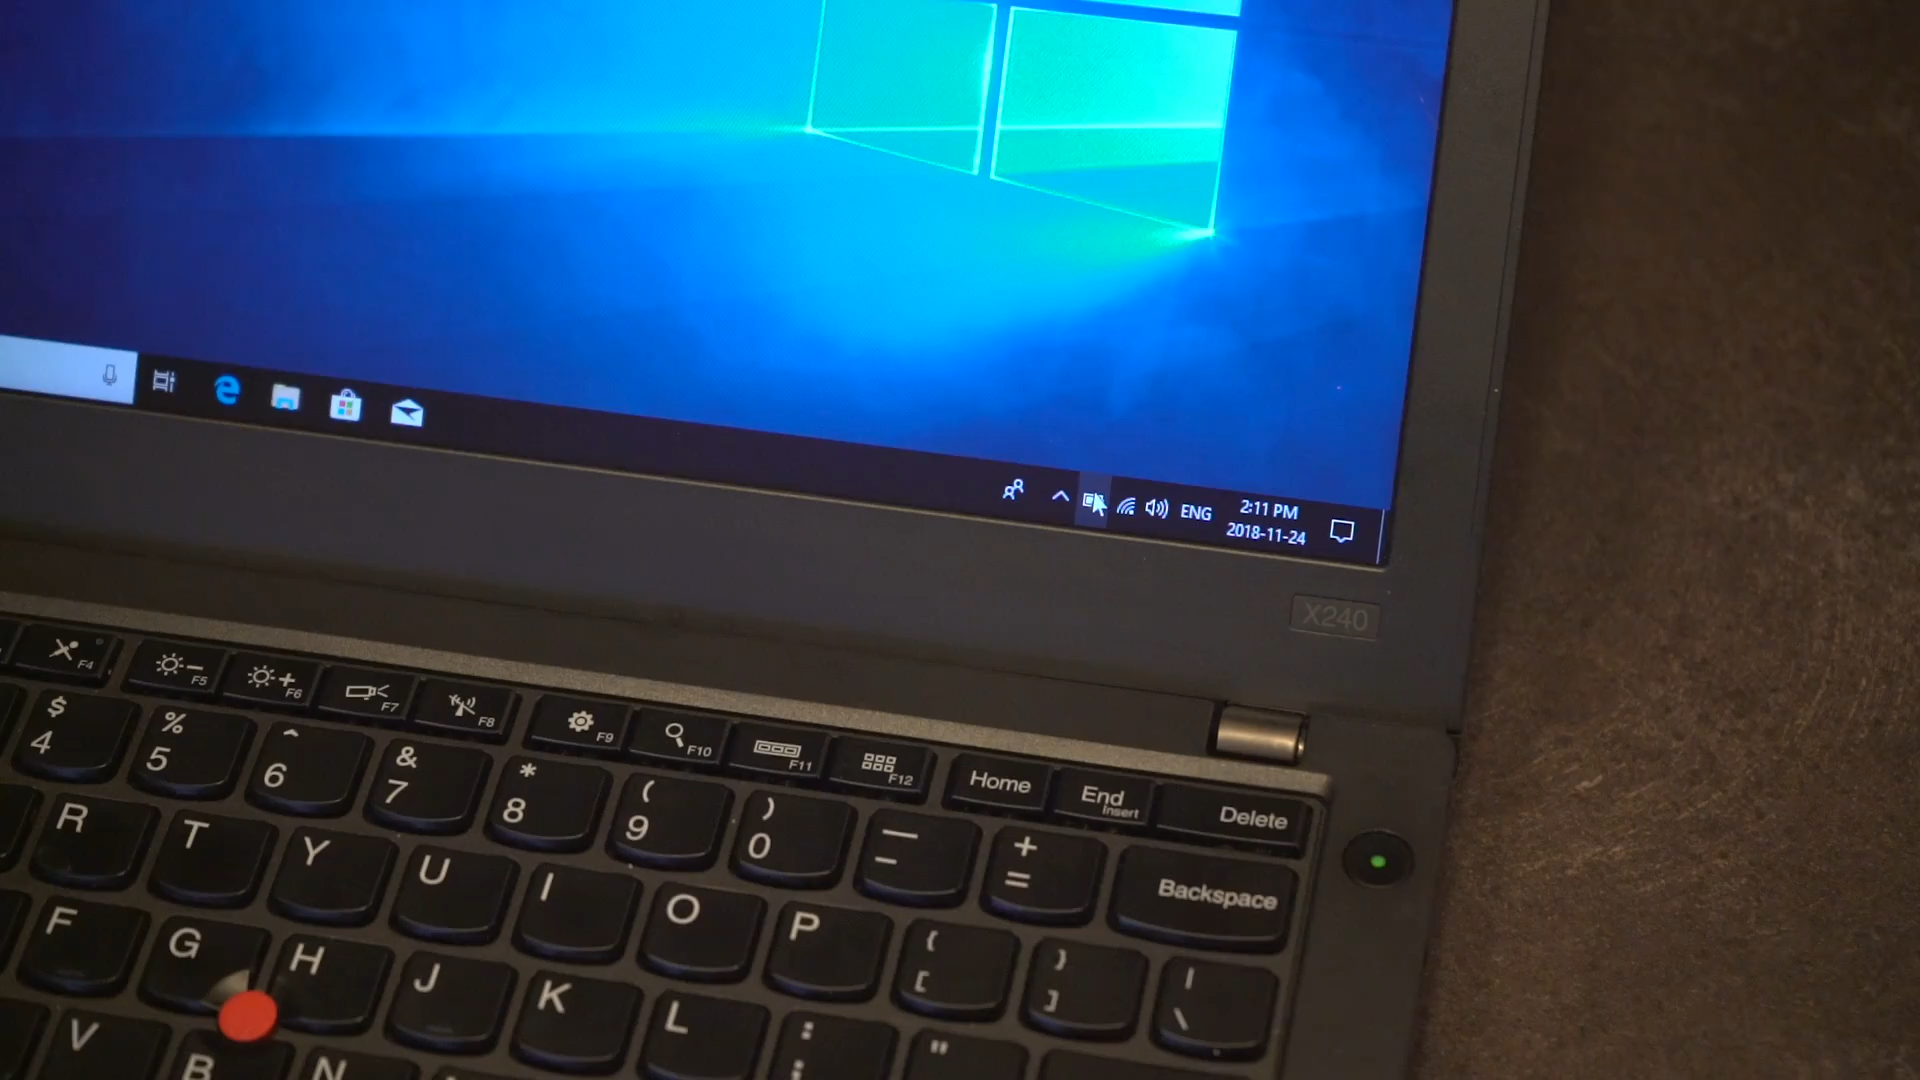 ENG
2:11 PM
2018-11-24
X240
F4
F5
F6
F7
F8
F9
F10
F11
F12
Home
End
Insert
Delete
$
4
%
5
^
6
&
7
*
8
(
9
)
0
—
-
+
=
Backspace
R
T
Y
U
I
O
P
{
[
}
]
|
\
F
G
H
J
K
L
:
;
"
V
B
N